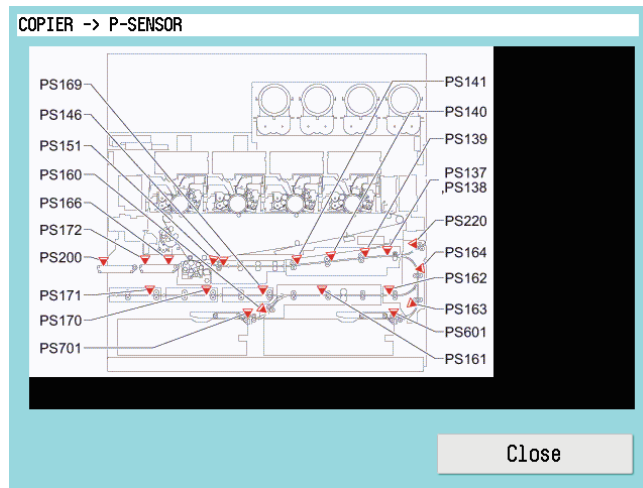 COPIER -> P-SENSOR
PS169
PS146
PS151
PS160
PS166
PS172
PS200
PS171
PS170
PS701
PS141
PS140
PS139
PS137
,PS138
PS220
PS164
PS162
PS163
PS601
PS161
Close